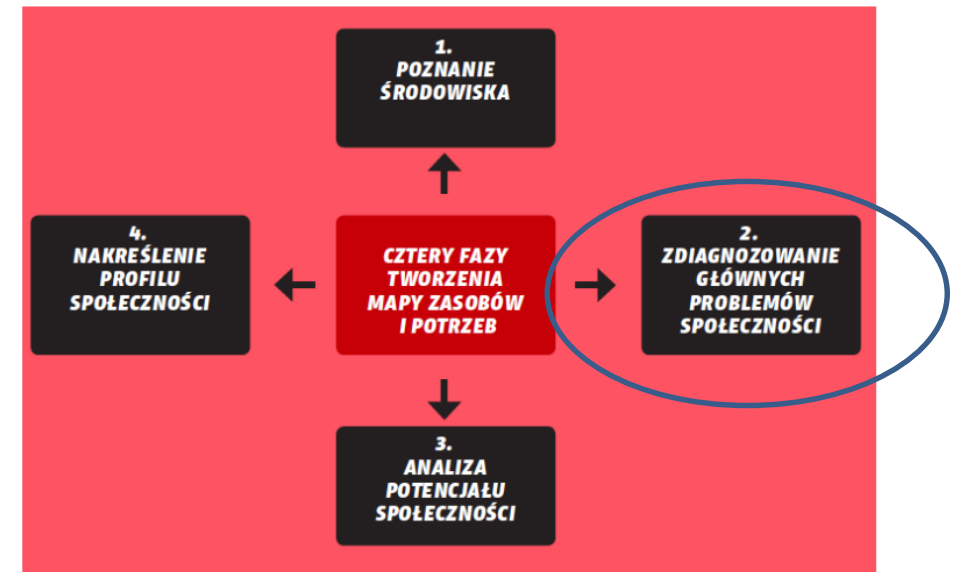 1.
POZNANIE
ŚRODOWISKA
4.
NAKREŚLENIE
PROFILU
SPOŁECZNOŚCI
CZTERY FAZY
TWORZENIA
MAPY ZASOBÓW
I POTRZEB
2.
ZDIAGNOZOWANIE
GŁÓWNYCH
PROBLEMÓW
SPOŁECZNOŚCI
3.
ANALIZA
POTENCJAŁU
SPOŁECZNOŚCI